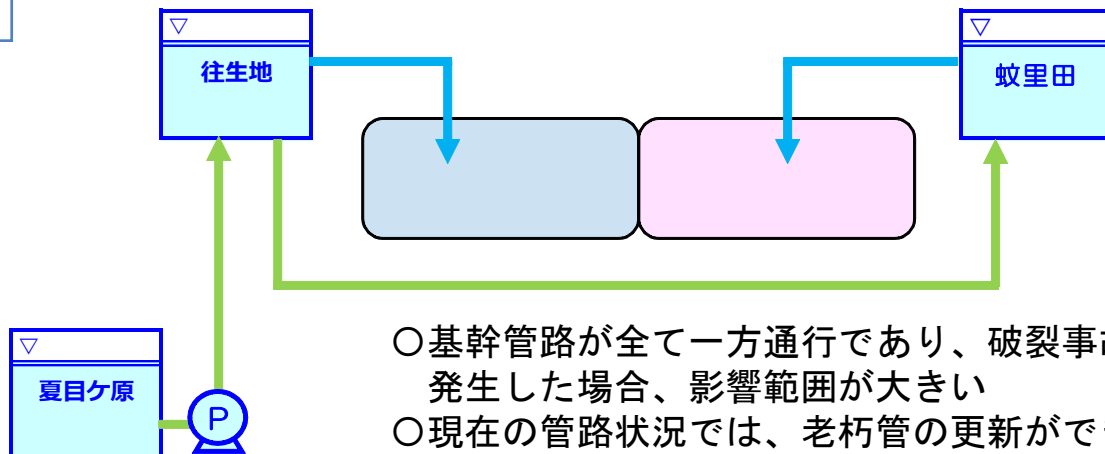 ▽
往生地
▽
蚊里田
▽
夏目ケ原
P
〇基幹管路が全て一方通行であり、破裂事
発生した場合、影響範囲が大きい
〇現在の管路状況では、老朽管の更新がで